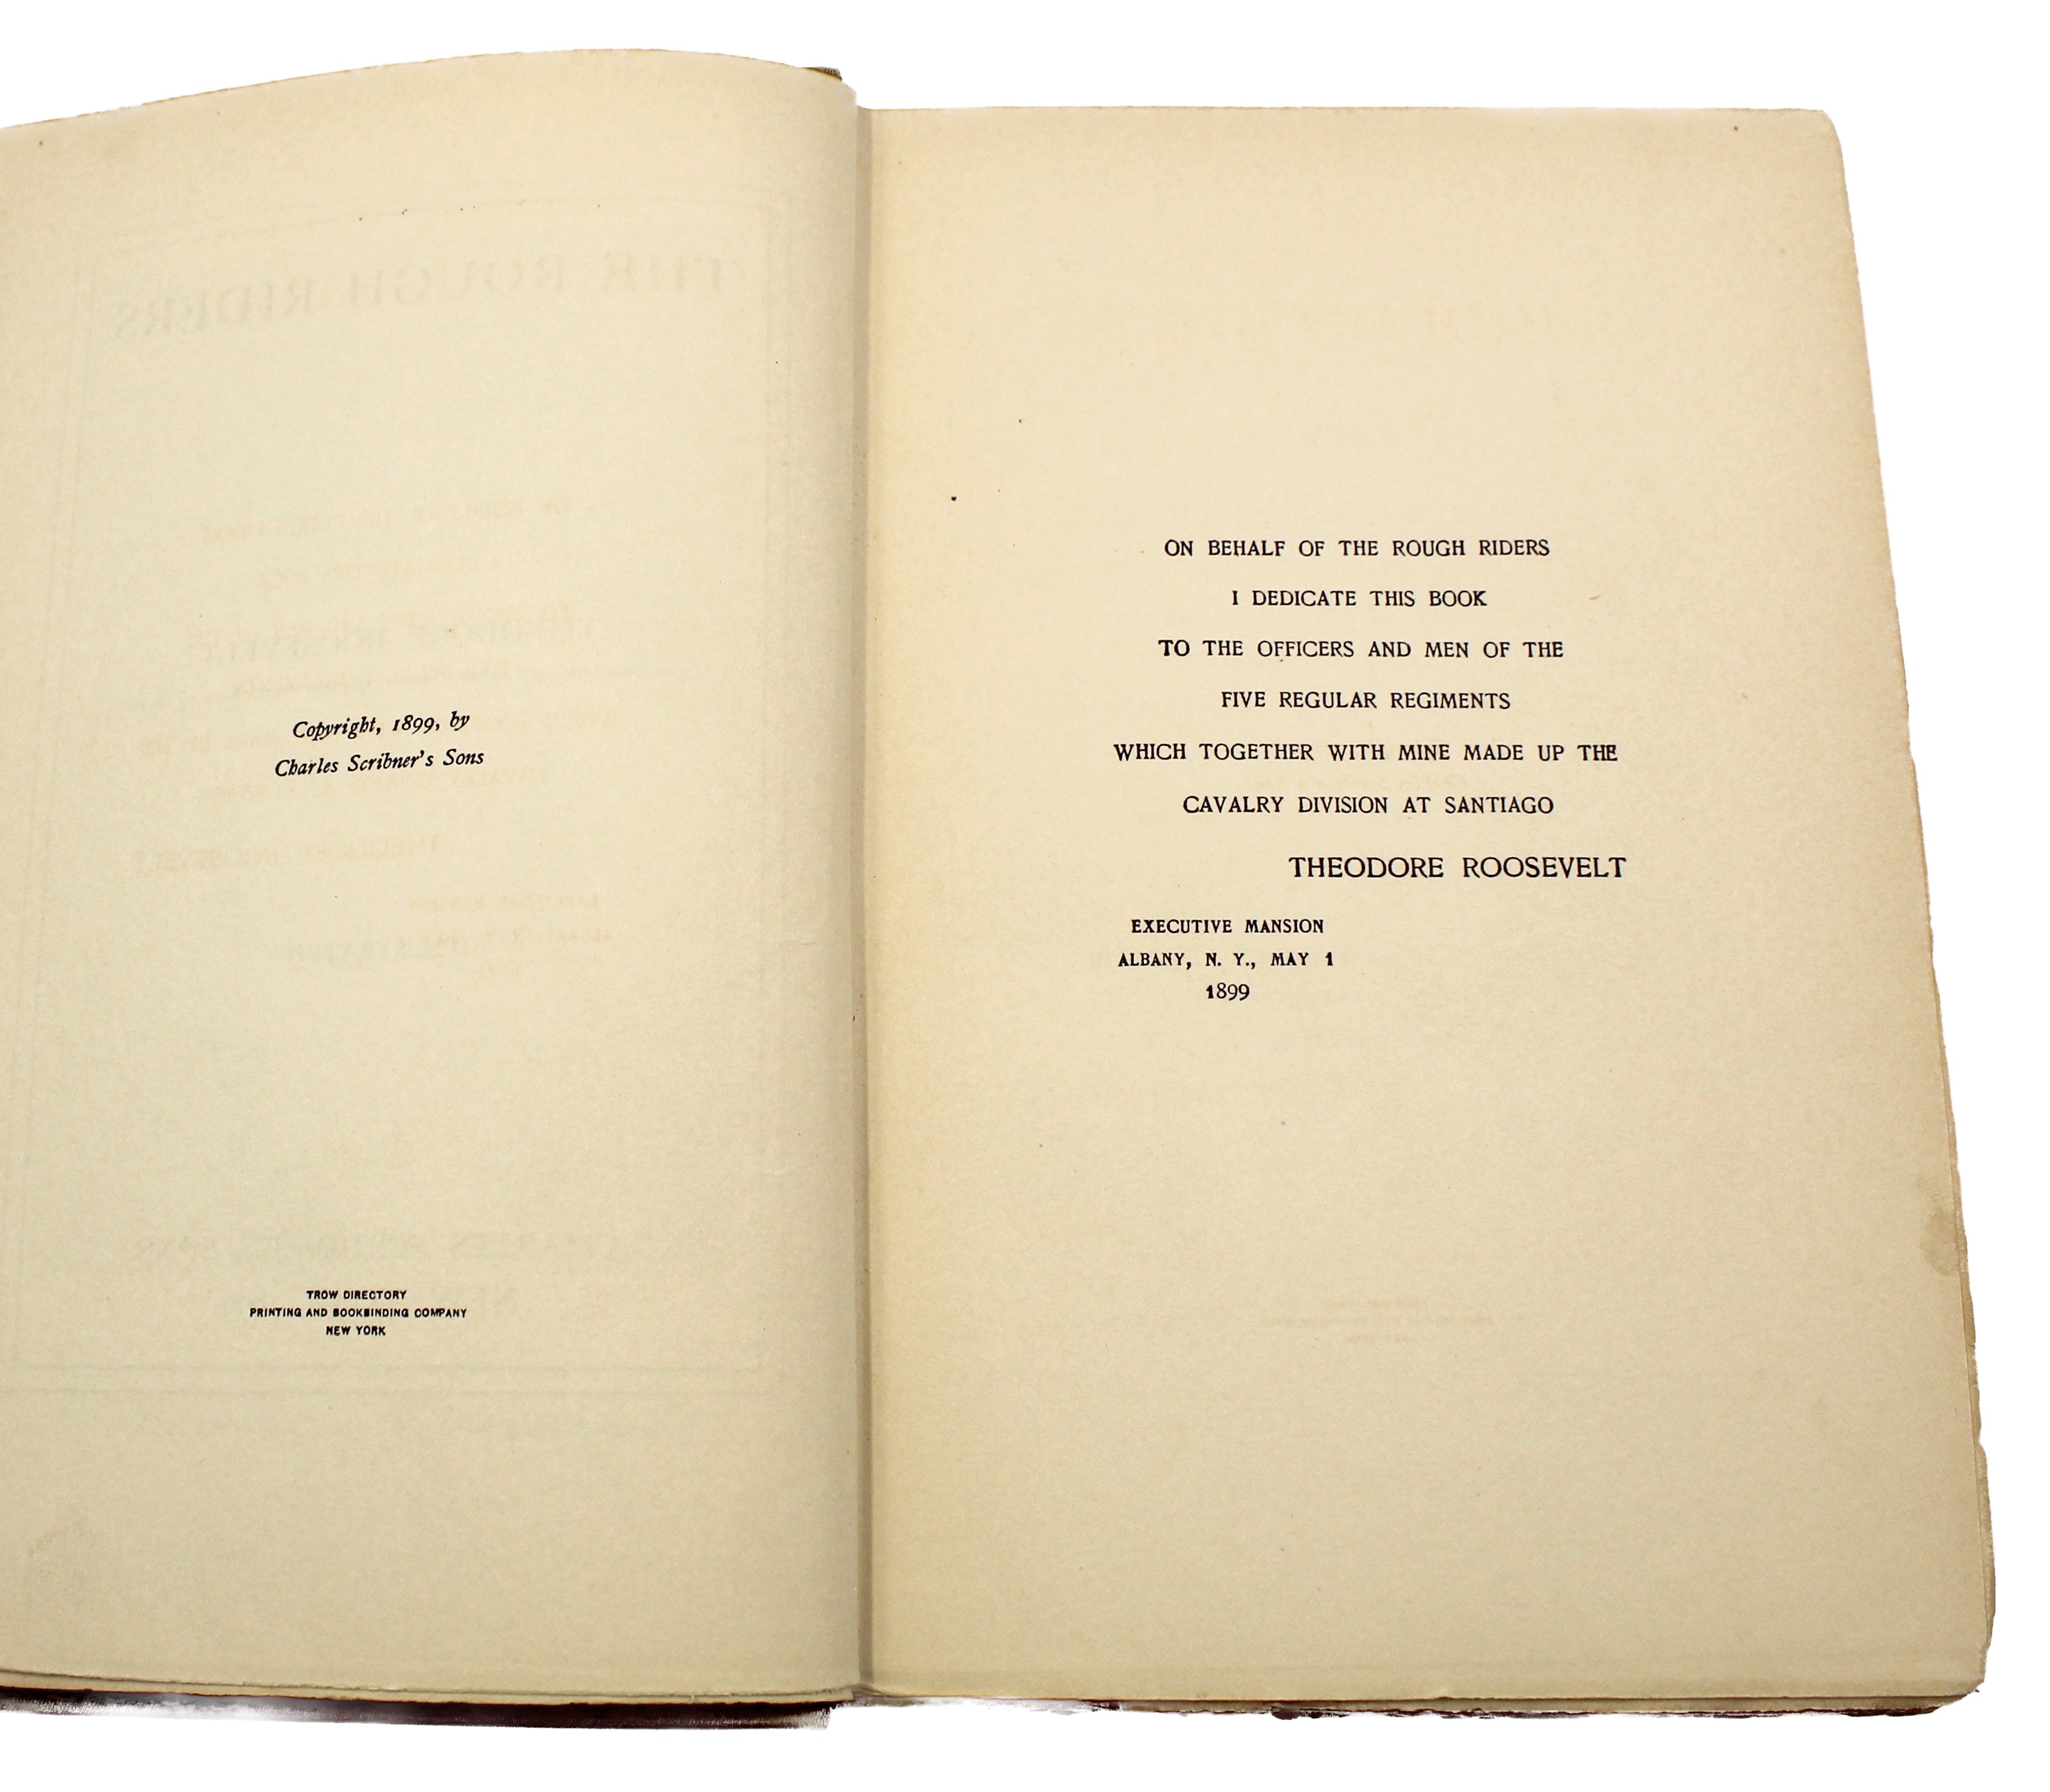 Copyright, 1899, by
Charles Scribner's Sons
TROW DIRECTORY
PRINTING AND BOOKBINDING COMPANY
NEW YORK
ON BEHALF OF THE ROUGH RIDERS
I DEDICATE THIS BOOK
TO THE OFFICERS AND MEN OF THE
FIVE REGULAR REGIMENTS
WHICH TOGETHER WITH MINE MADE UP THE
CAVALRY DIVISION AT SANTIAGO
THEODORE ROOSEVELT
EXECUTIVE MANSION
ALBANY, N. Y., MAY 1
1899